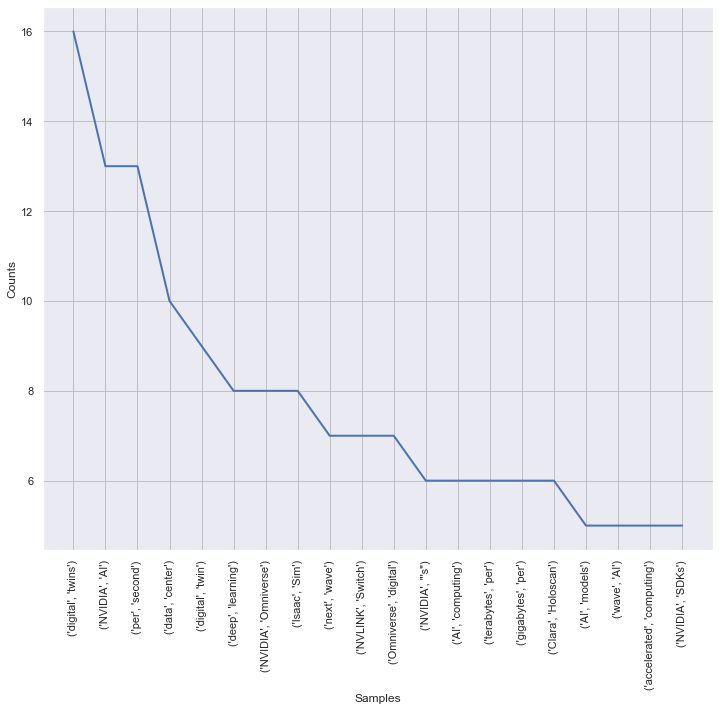 16
14
12
10
8
6
Counts
('digital', 'twins')
('NVIDIA', 'AI')
('per', 'second')
('data', 'center')
('digital', 'twin')
('deep', 'learning')
('NVIDIA', 'Omniverse')
('Isaac', 'Sim')
('next', 'wave')
('NVLINK', 'Switch')
('Omniverse', 'digital')
('NVIDIA', "'s")
('AI', 'computing')
('terabytes', 'per')
('gigabytes', 'per')
('Clara', 'Holoscan')
('AI', 'models')
('wave', 'AI')
('accelerated', 'computing')
('NVIDIA', 'SDKs')
Samples